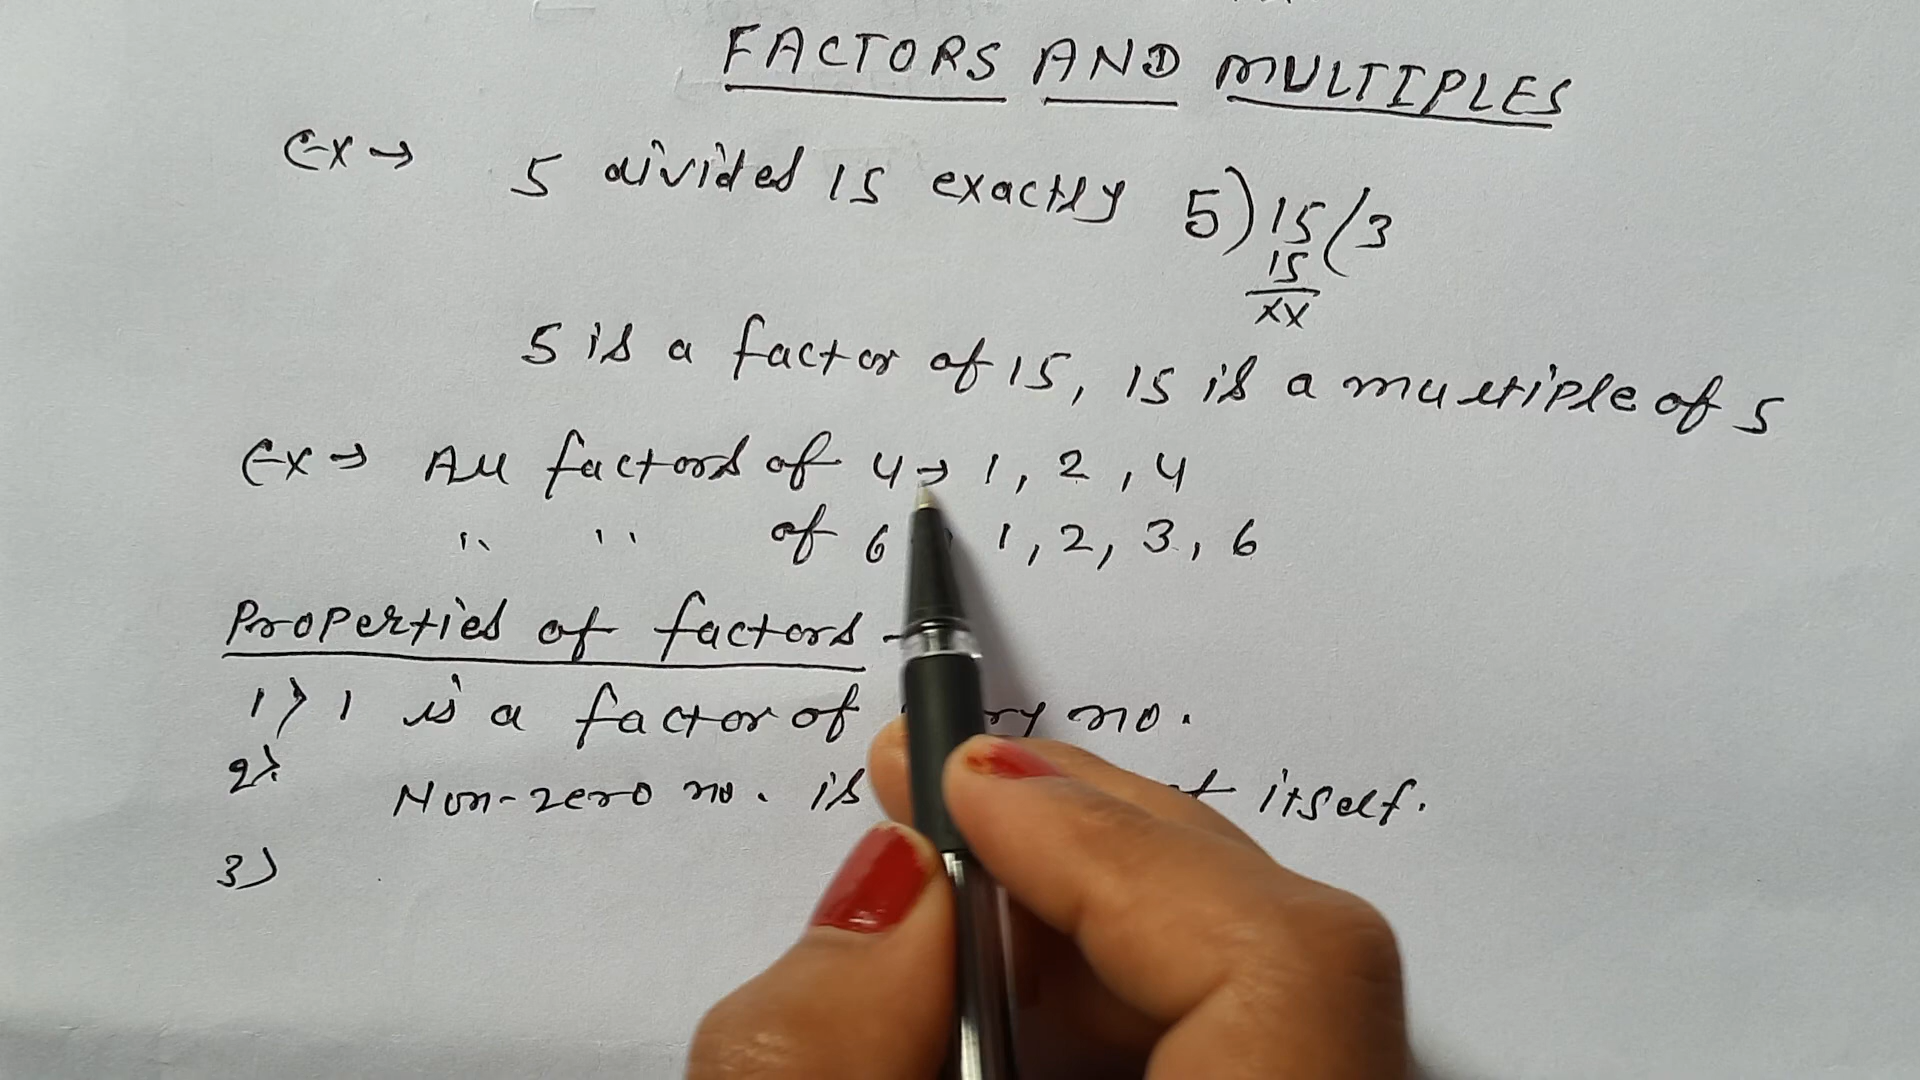 FACTORS AND MULTIPLES
Ex → 5 divided 15 exactly 5)15(3
15
xx
5 is a factor of 15, 15 is a multiple of 5
Ex → All factors of 4 → 1, 2, 4
" " of 6 1, 2, 3, 6
Properties of factors -
1) 1 is a factor of no.
2)
Non-zero no. is itself.
3)